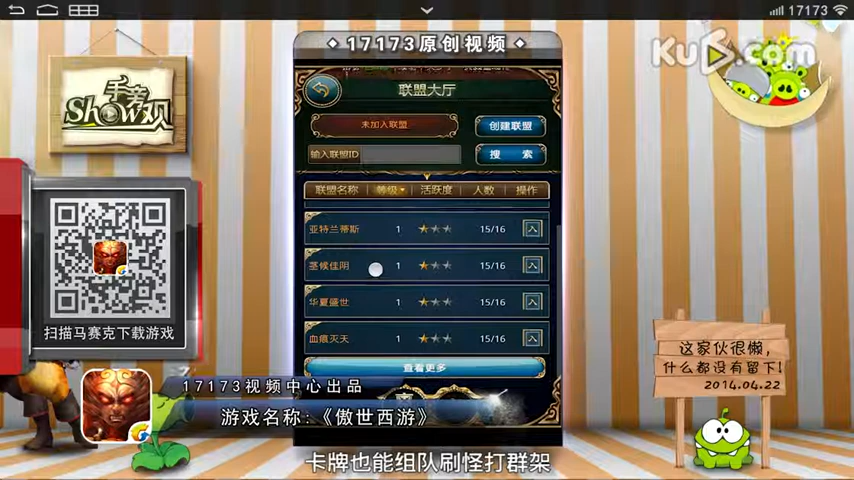 17173
17173原创视频
Ku6.com
手旁
Show观
联盟大厅
未加入联盟
创建联盟
输入联盟ID
搜 索
联盟名称 等级 活跃度 人数 操作
亚特兰蒂斯 1 15/16 入
茎候佳阴 1 15/16 入
华夏盛世 1 15/16 入
血痕灭天 1 15/16 入
查看更多
扫描马赛克下载游戏
这家伙很懒,
什么都没有留下!
2014.04.22
17173视频中心出品
游戏名称:《傲世西游》
卡牌也能组队刷怪打群架